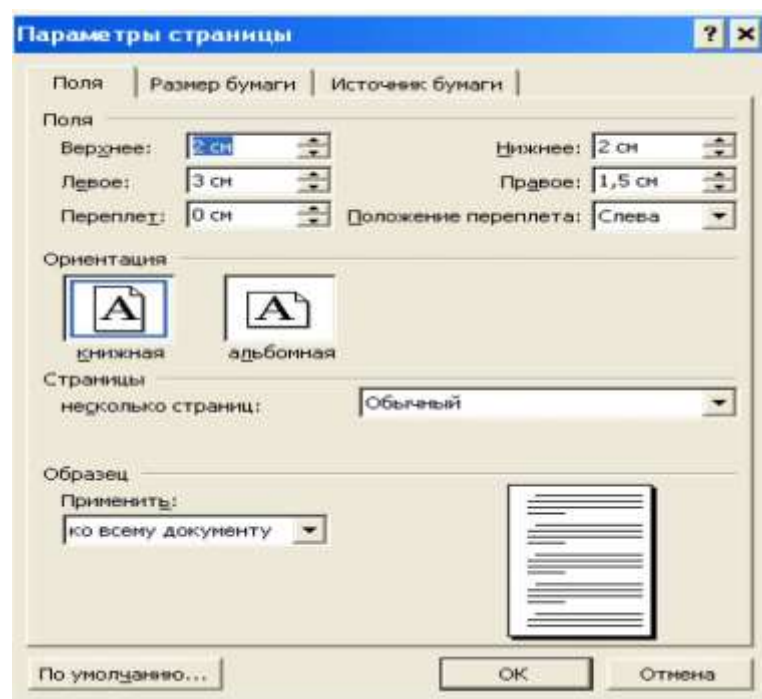 Параметры страницы ? ×
Поля Размер бумаги Источник бумаги
Поля
Верхнее: 2 см Нижнее: 2 см
Левое: 3 см Правое: 1,5 см
Переплет: 0 см Положение переплета: Слева
Ориентация
A A
книжная альбомная
Страницы
несколько страниц: Обычный
Образец
Применить:
ко всему документу
По умолчанию... ОК Отмена